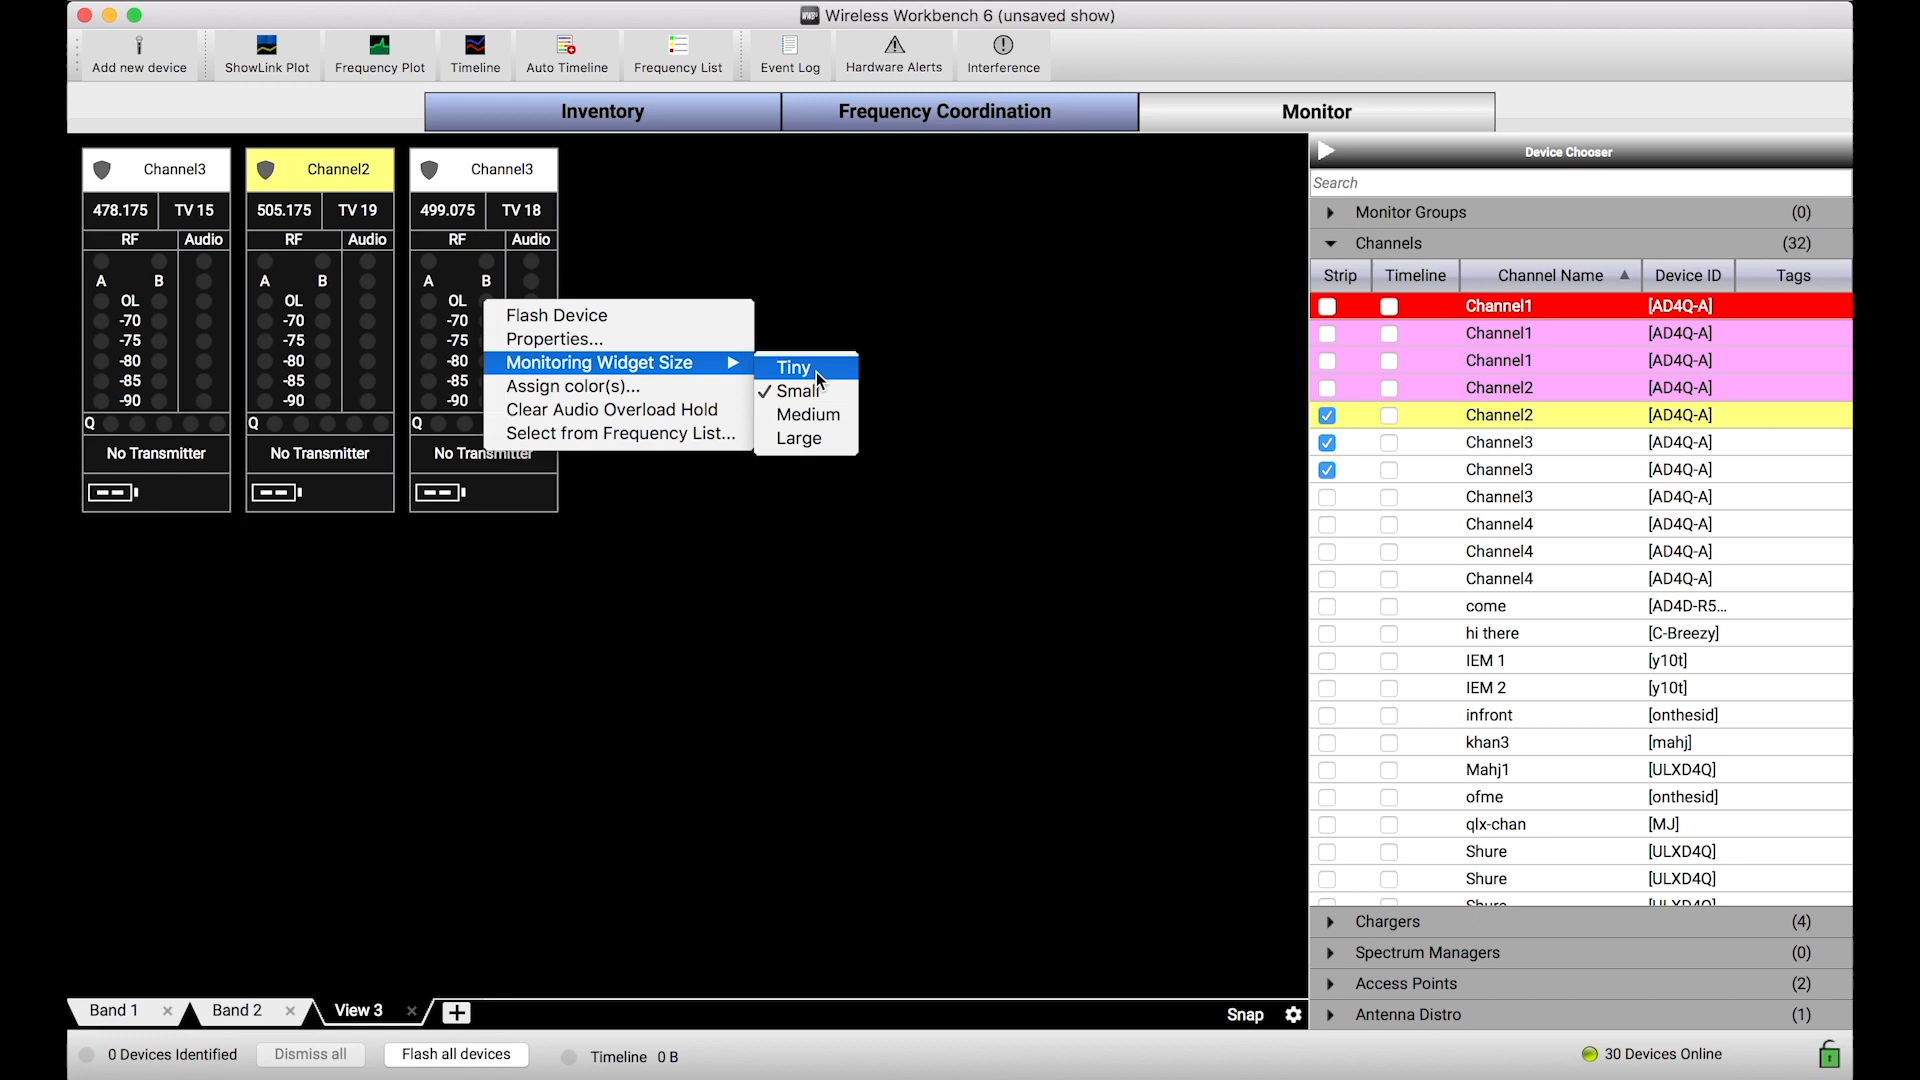 Wireless Workbench 6 (unsaved show)
Add new device
ShowLink Plot
Frequency Plot
Timeline
Auto Timeline
Frequency List
Event Log
Hardware Alerts
Interference
Inventory
Frequency Coordination
Monitor
Channel3
478.175 TV 15
RF Audio
A B
OL
-70
-75
-80
-85
-90
Q
No Transmitter
Channel2
505.175 TV 19
RF Audio
A B
OL
-70
-75
-80
-85
-90
Q
No Transmitter
Channel3
499.075 TV 18
RF Audio
A B
OL
-70
-75
-80
-85
-90
Q
No Transmitter
Flash Device
Properties...
Monitoring Widget Size
Assign color(s)...
Clear Audio Overload Hold
Select from Frequency List...
Tiny
✓ Small
Medium
Large
Device Chooser
Search
Monitor Groups (0)
Channels (32)
Strip Timeline Channel Name Device ID Tags
Channel1 [AD4Q-A]
Channel1 [AD4Q-A]
Channel1 [AD4Q-A]
Channel2 [AD4Q-A]
Channel2 [AD4Q-A]
Channel3 [AD4Q-A]
Channel3 [AD4Q-A]
Channel3 [AD4Q-A]
Channel4 [AD4Q-A]
Channel4 [AD4Q-A]
Channel4 [AD4Q-A]
come [AD4D-R5...
hi there [C-Breezy]
IEM 1 [y10t]
IEM 2 [y10t]
infront [onthesid]
khan3 [mahj]
Mahj1 [ULXD4Q]
ofme [onthesid]
qlx-chan [MJ]
Shure [ULXD4Q]
Shure [ULXD4Q]
Shure [ULXD4Q]
Chargers (4)
Spectrum Managers (0)
Access Points (2)
Antenna Distro (1)
Band 1
Band 2
View 3
Snap
0 Devices Identified
Dismiss all
Flash all devices
Timeline 0 B
30 Devices Online